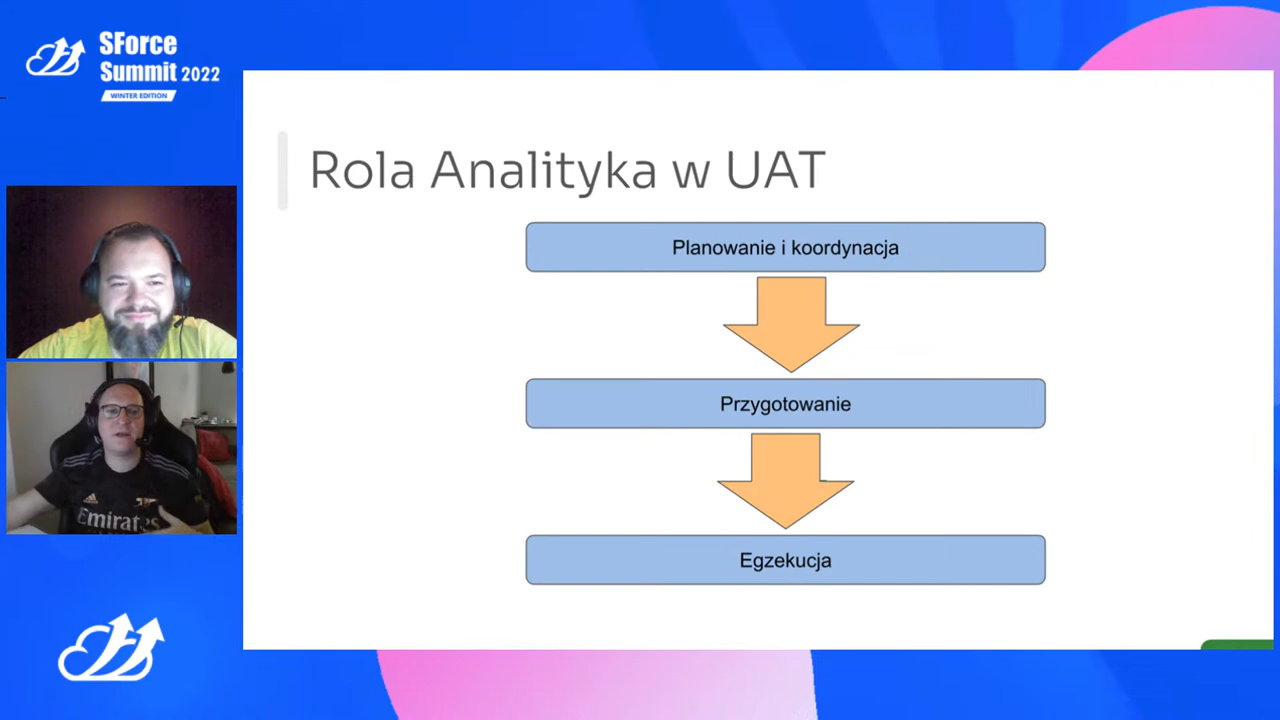 SForce
Summit 2022
WINTER EDITION
Rola Analityka w UAT
Planowanie i koordynacja
Przygotowanie
Egzekucja
Emirates